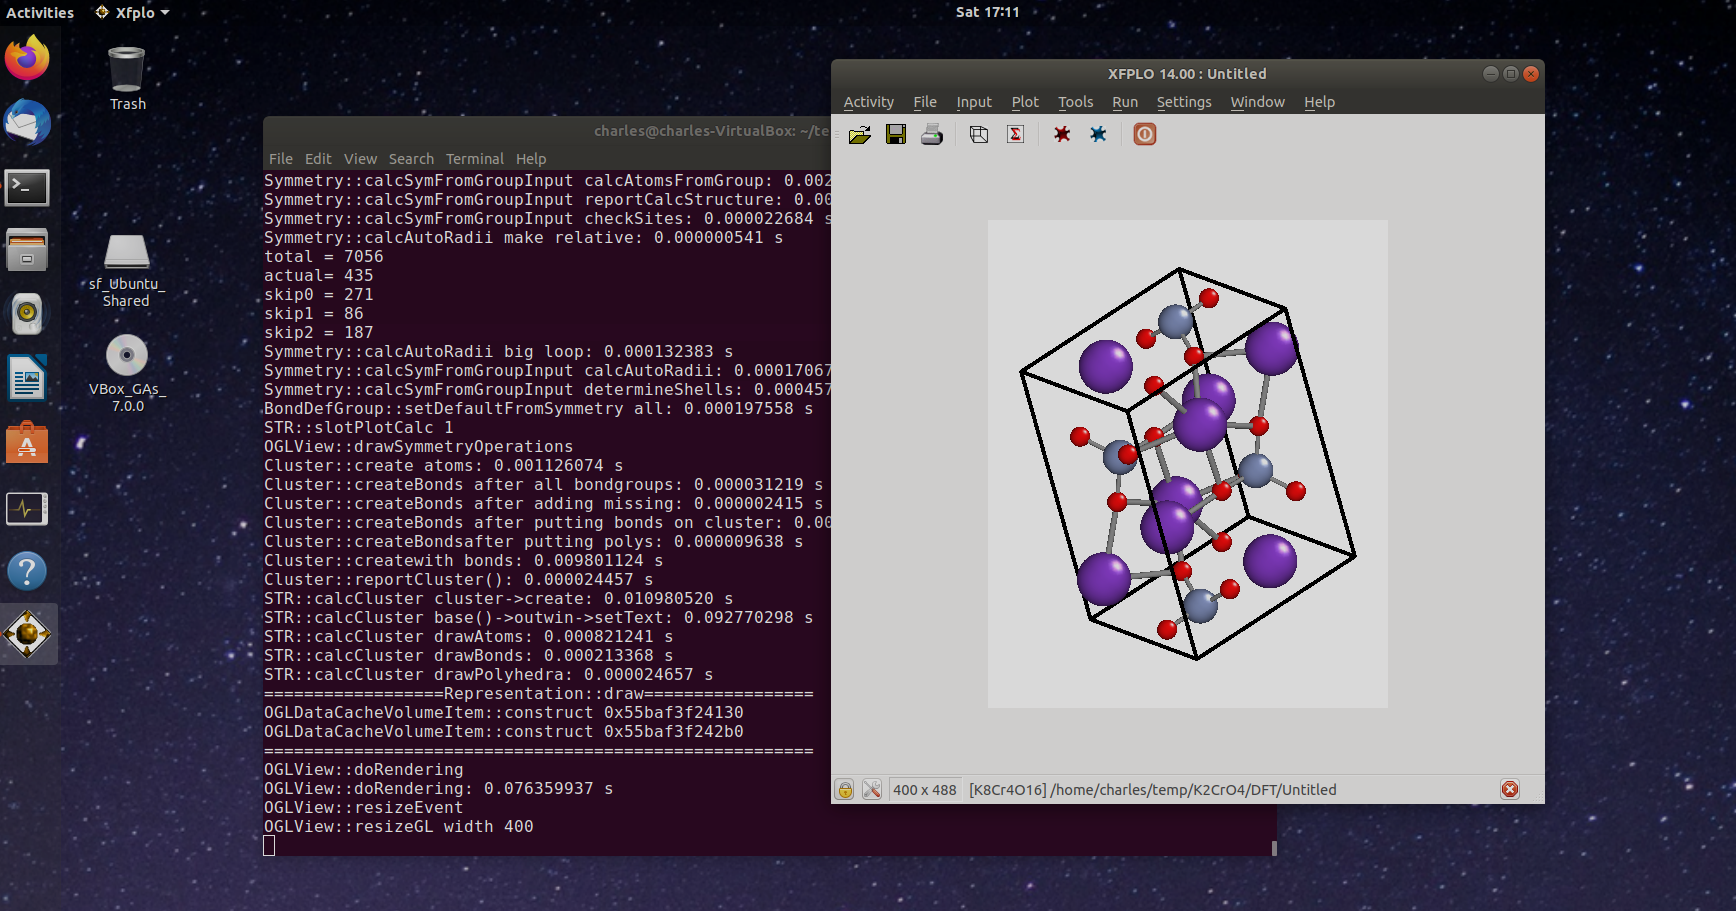 Activities Xfplo
Sat 17:11
Trash
sf_Ubuntu_
Shared
VBox_GAs_
7.0.0
charles@charles-VirtualBox: ~/te
File Edit View Search Terminal Help
Symmetry::calcSymFromGroupInput calcAtomsFromGroup: 0.002
Symmetry::calcSymFromGroupInput reportCalcStructure: 0.00
Symmetry::calcSymFromGroupInput checkSites: 0.000022684 s
Symmetry::calcAutoRadii make relative: 0.000000541 s
total = 7056
actual= 435
skip0 = 271
skip1 = 86
skip2 = 187
Symmetry::calcAutoRadii big loop: 0.000132383 s
Symmetry::calcSymFromGroupInput calcAutoRadii: 0.00017067
Symmetry::calcSymFromGroupInput determineShells: 0.000457
BondDefGroup::setDefaultFromSymmetry all: 0.000197558 s
STR::slotPlotCalc 1
OGLView::drawSymmetryOperations
Cluster::create atoms: 0.001126074 s
Cluster::createBonds after all bondgroups: 0.000031219 s
Cluster::createBonds after adding missing: 0.000002415 s
Cluster::createBonds after putting bonds on cluster: 0.00
Cluster::createBondsafter putting polys: 0.000009638 s
Cluster::createwith bonds: 0.009801124 s
Cluster::reportCluster(): 0.000024457 s
STR::calcCluster cluster->create: 0.010980520 s
STR::calcCluster base()->outwin->setText: 0.092770298 s
STR::calcCluster drawAtoms: 0.000821241 s
STR::calcCluster drawBonds: 0.000213368 s
STR::calcCluster drawPolyhedra: 0.000024657 s
==================Representation::draw=================
OGLDataCacheVolumeItem::construct 0x55baf3f24130
OGLDataCacheVolumeItem::construct 0x55baf3f242b0
=======================================================
OGLView::doRendering
OGLView::doRendering: 0.076359937 s
OGLView::resizeEvent
OGLView::resizeGL width 400
XFPLO 14.00 : Untitled
Activity File Input Plot Tools Run Settings Window Help
400 x 488 [K8Cr4O16] /home/charles/temp/K2CrO4/DFT/Untitled